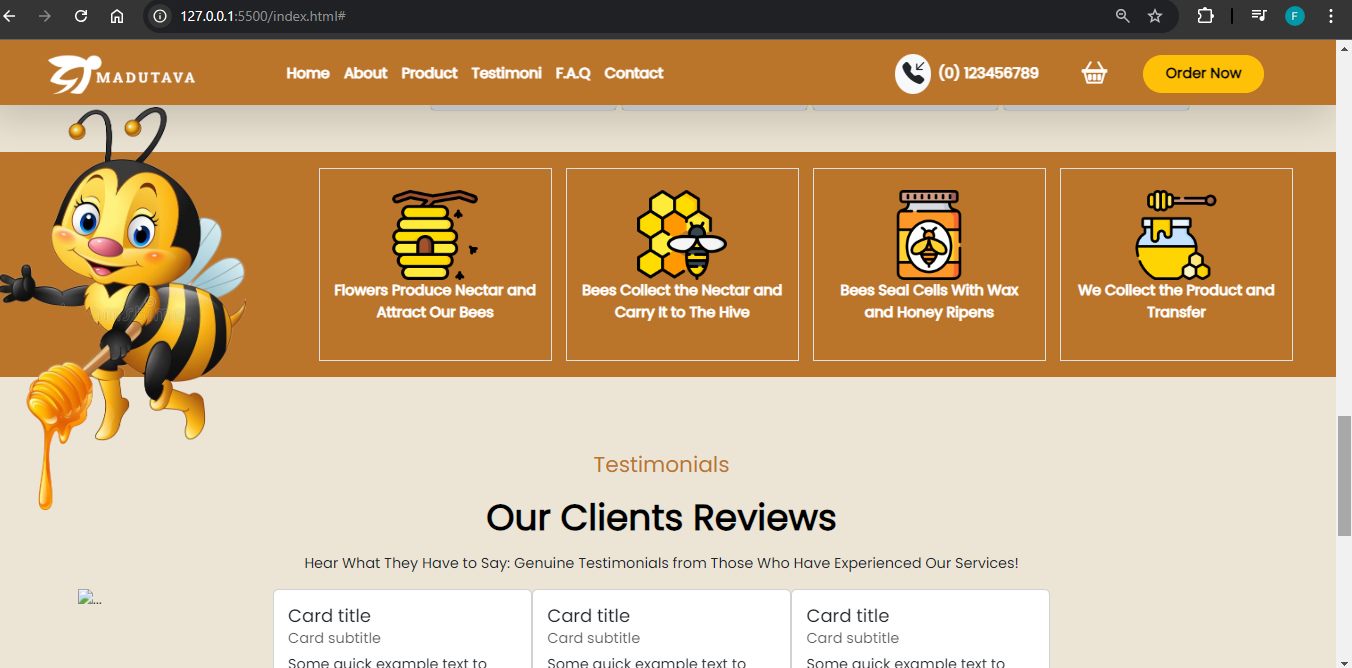 127.0.0.1:5500/index.html#
F
MADUTAVA
Home About Product Testimoni F.A.Q Contact
(0) 123456789
Order Now
Flowers Produce Nectar and
Attract Our Bees
Bees Collect the Nectar and
Carry It to The Hive
Bees Seal Cells With Wax
and Honey Ripens
We Collect the Product and
Transfer
Testimonials
Our Clients Reviews
Hear What They Have to Say: Genuine Testimonials from Those Who Have Experienced Our Services!
...
Card title
Card subtitle
Some quick example text to
Card title
Card subtitle
Some quick example text to
Card title
Card subtitle
Some quick example text to